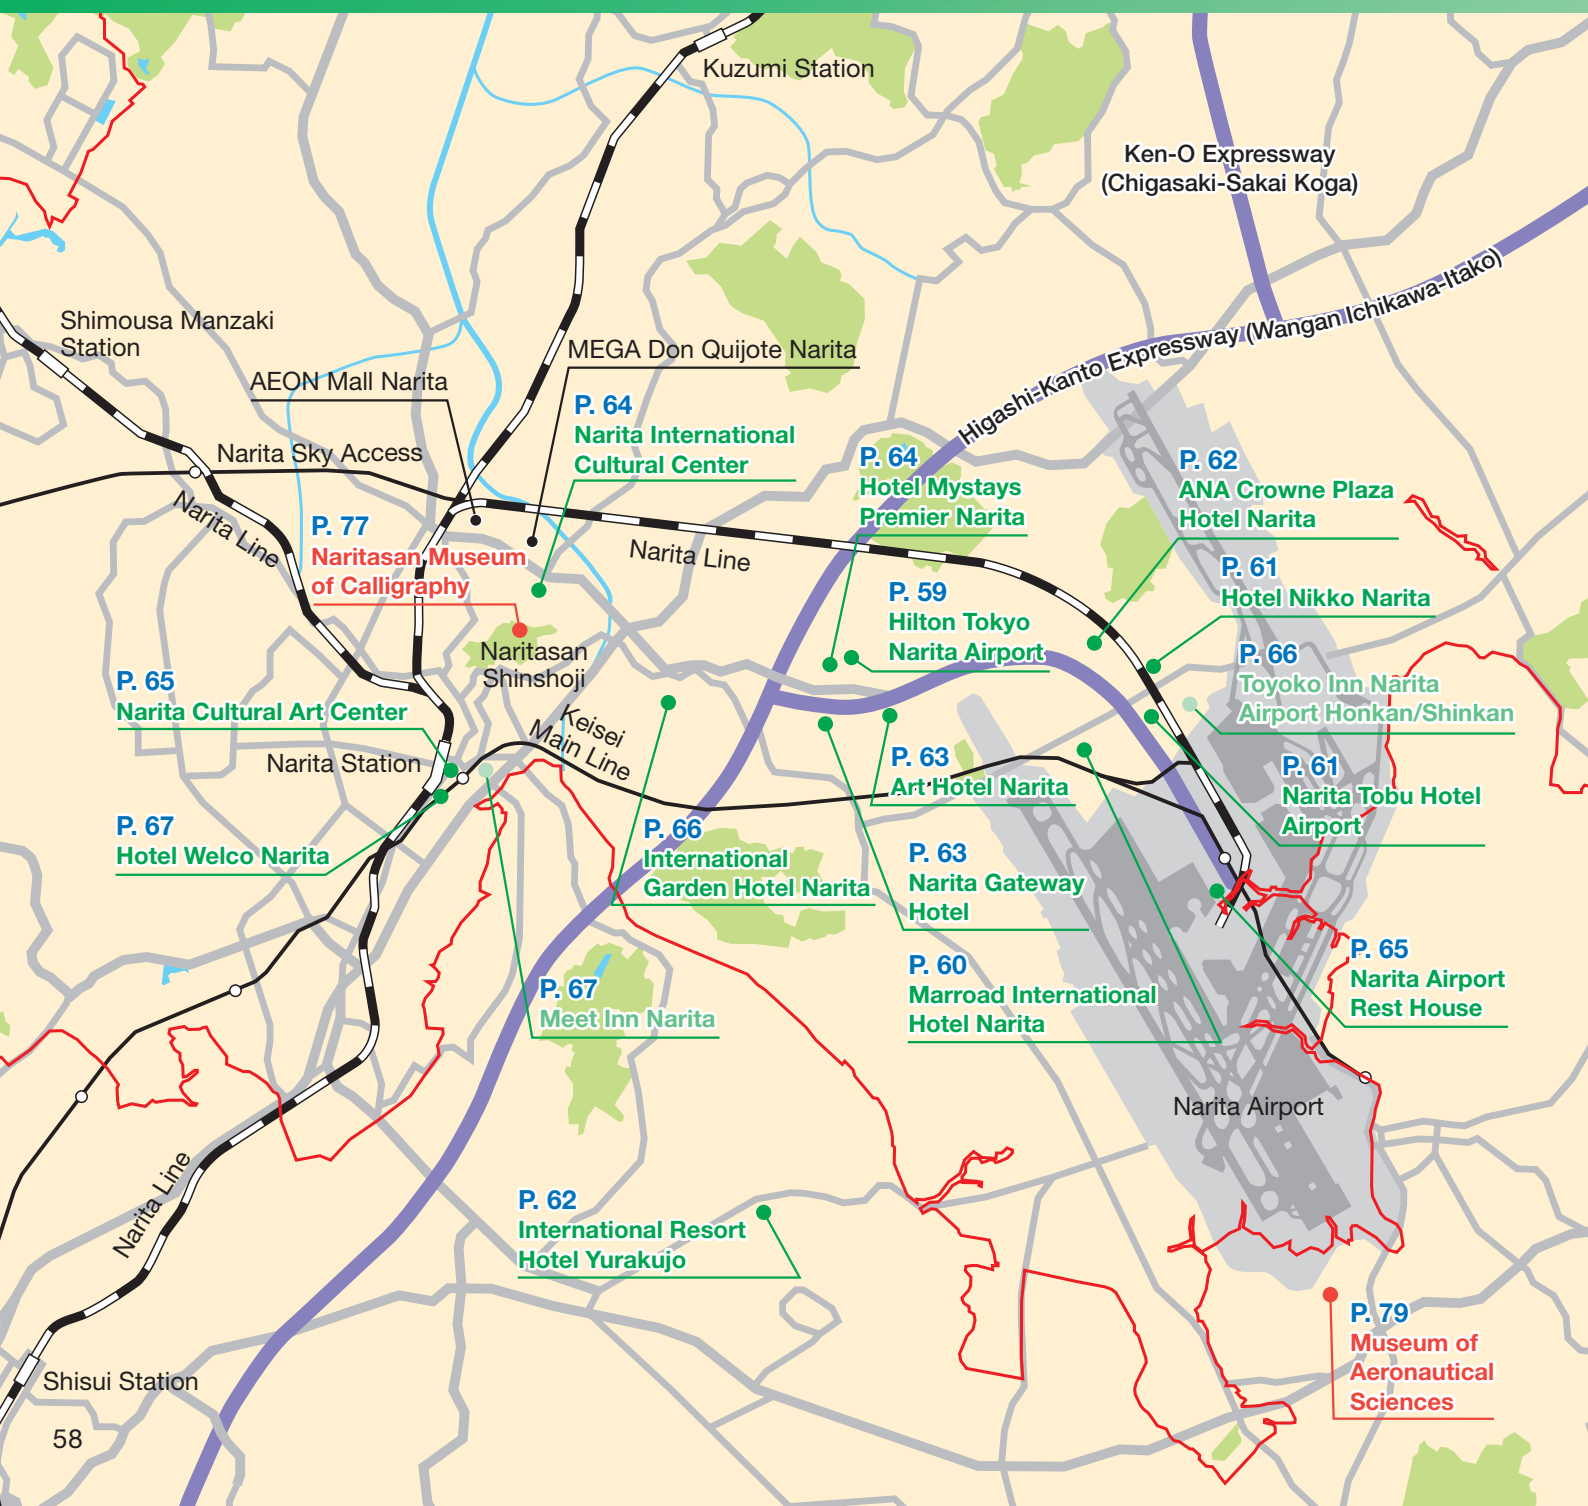 Kuzumi Station
Ken-O Expressway
(Chigasaki-Sakai Koga)
Higashi-Kanto Expressway (Wangan Ichikawa-Itako)
Shimousa Manzaki
Station
MEGA Don Quijote Narita
AEON Mall Narita
P. 64
Narita International
Cultural Center
Narita Sky Access
P. 64
Hotel Mystays
Premier Narita
P. 62
ANA Crowne Plaza
Hotel Narita
Narita Line
P. 77
Naritasan Museum
of Calligraphy
Narita Line
P. 61
Hotel Nikko Narita
P. 59
Hilton Tokyo
Narita Airport
Naritasan
Shinshoji
P. 66
Toyoko Inn Narita
Airport Honkan/Shinkan
P. 65
Narita Cultural Art Center
Keisei
Main Line
Narita Station
P. 63
Art Hotel Narita
P. 61
Narita Tobu Hotel
Airport
P. 67
Hotel Welco Narita
P. 66
International
Garden Hotel Narita
P. 63
Narita Gateway
Hotel
P. 65
Narita Airport
Rest House
P. 60
Marroad International
Hotel Narita
P. 67
Meet Inn Narita
Narita Airport
Narita Line
P. 62
International Resort
Hotel Yurakujo
P. 79
Museum of
Aeronautical
Sciences
Shisui Station
58